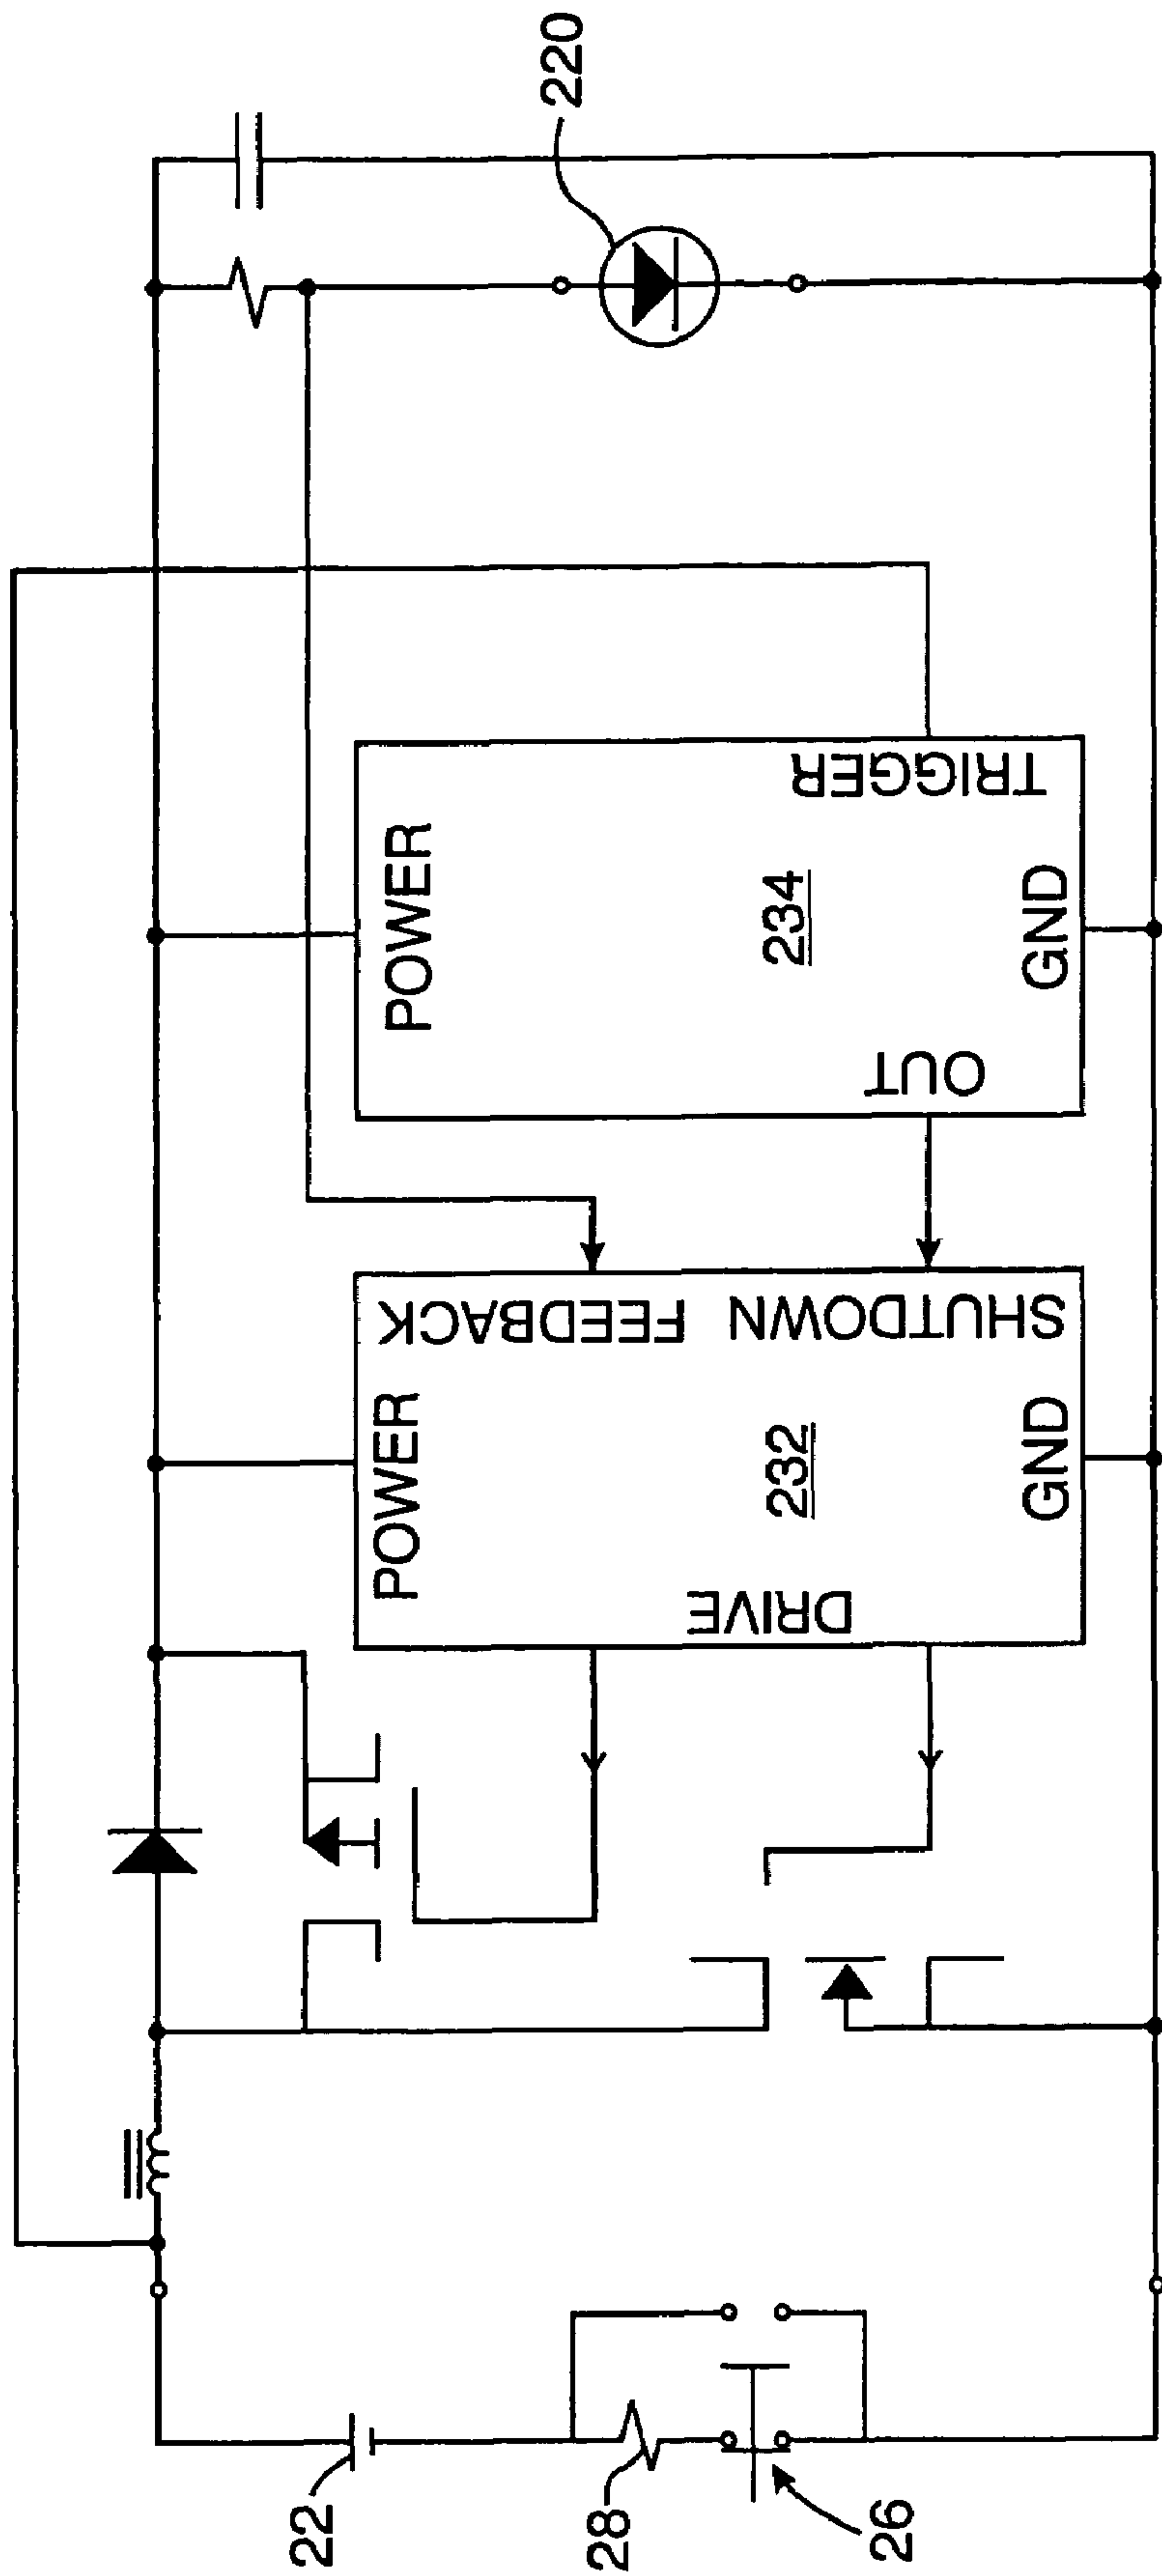 22
28
26
POWER
FEEDBACK
DRIVE
232
SHUTDOWN
GND
POWER
234
OUT
TRIGGER
GND
220